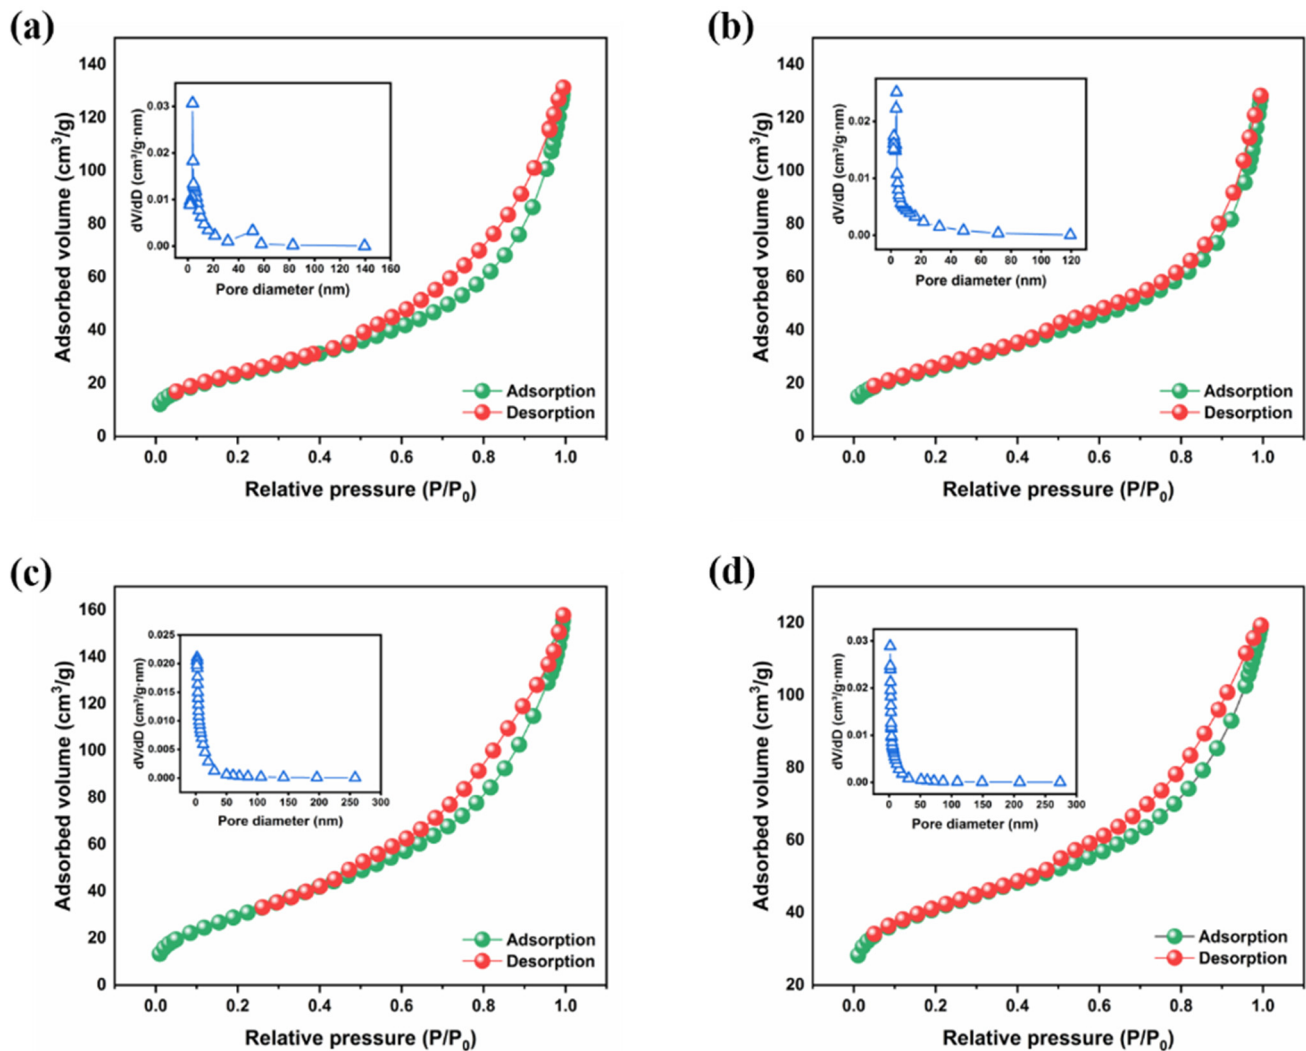 (a)
140
120
100
80
60
40
20
0
Adsorbed volume (cm³/g)
0.0 0.2 0.4 0.6 0.8 1.0
Relative pressure (P/P₀)
Adsorption
Desorption
0.03
0.02
0.01
0.00
dV/dD (cm³/g·nm)
0 20 40 60 80 100 120 140 160
Pore diameter (nm)
(b)
140
120
100
80
60
40
20
0
Adsorbed volume (cm³/g)
0.0 0.2 0.4 0.6 0.8 1.0
Relative pressure (P/P₀)
Adsorption
Desorption
0.02
0.01
0.00
dV/dD (cm³/g·nm)
0 20 40 60 80 100 120
Pore diameter (nm)
(c)
160
140
120
100
80
60
40
20
0
Adsorbed volume (cm³/g)
0.0 0.2 0.4 0.6 0.8 1.0
Relative pressure (P/P₀)
Adsorption
Desorption
0.025
0.020
0.015
0.010
0.005
0.000
dV/dD (cm³/g·nm)
0 50 100 150 200 250 300
Pore diameter (nm)
(d)
120
100
80
60
40
20
Adsorbed volume (cm³/g)
0.0 0.2 0.4 0.6 0.8 1.0
Relative pressure (P/P₀)
Adsorption
Desorption
0.03
0.02
0.01
0.00
dV/dD (cm³/g·nm)
0 50 100 150 200 250 300
Pore diameter (nm)